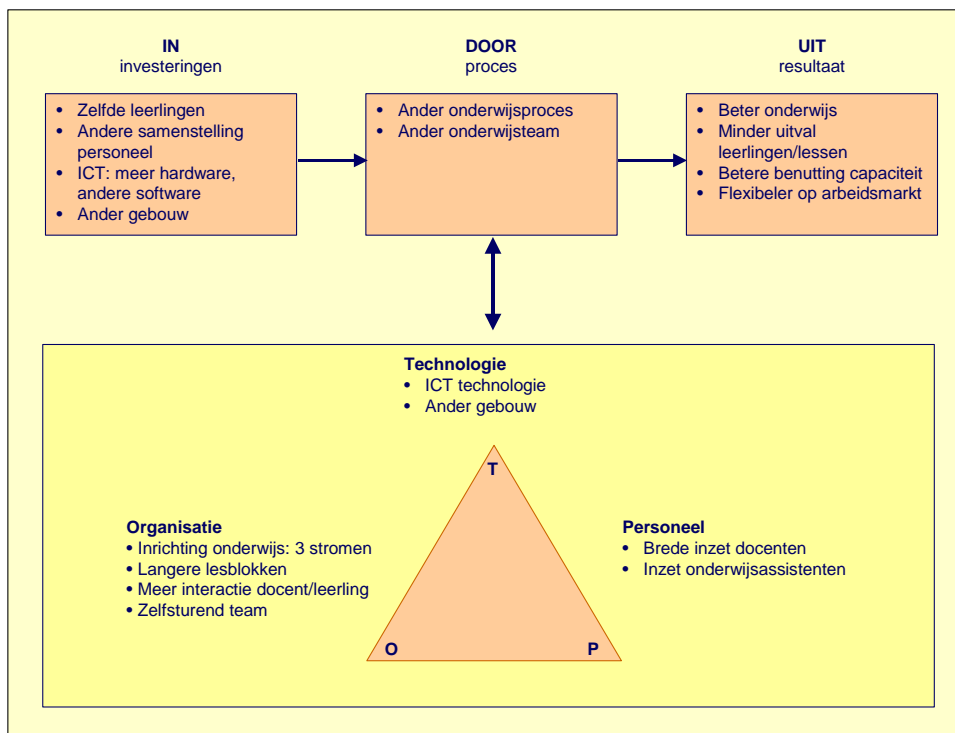 IN
investeringen
DOOR
proces
UIT
resultaat
• Zelfde leerlingen
• Andere samenstelling
personeel
• ICT: meer hardware,
andere software
• Ander gebouw
• Ander onderwijsproces
• Ander onderwijsteam
• Beter onderwijs
• Minder uitval
leerlingen/lessen
• Betere benutting capaciteit
• Flexibeler op arbeidsmarkt
Technologie
• ICT technologie
• Ander gebouw
T
Organisatie
• Inrichting onderwijs: 3 stromen
• Langere lesblokken
• Meer interactie docent/leerling
• Zelfsturend team
Personeel
• Brede inzet docenten
• Inzet onderwijsassistenten
O
P